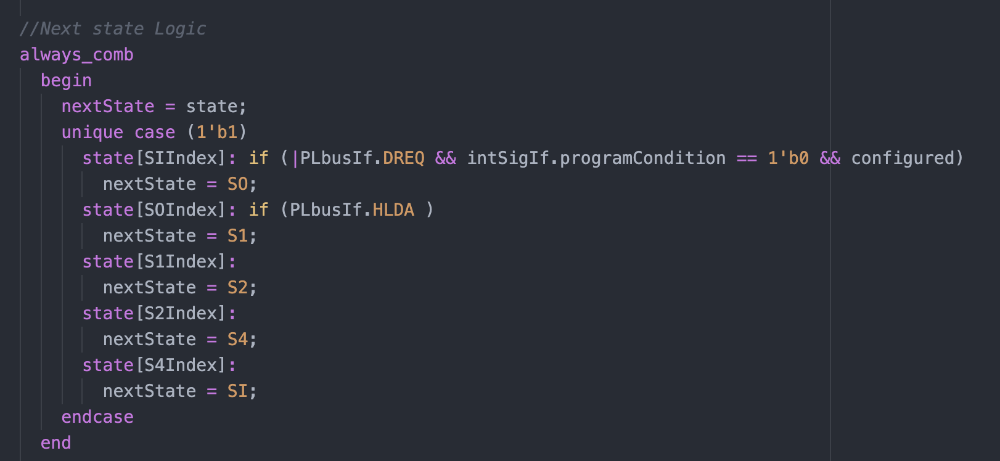 //Next state Logic
always_comb
begin
nextState = state;
unique case (1'b1)
state[SIIndex]: if (|PLbusIf.DREQ && intSigIf.programCondition == 1'b0 && configured)
nextState = SO;
state[SOIndex]: if (PLbusIf.HLDA )
nextState = S1;
state[S1Index]:
nextState = S2;
state[S2Index]:
nextState = S4;
state[S4Index]:
nextState = SI;
endcase
end